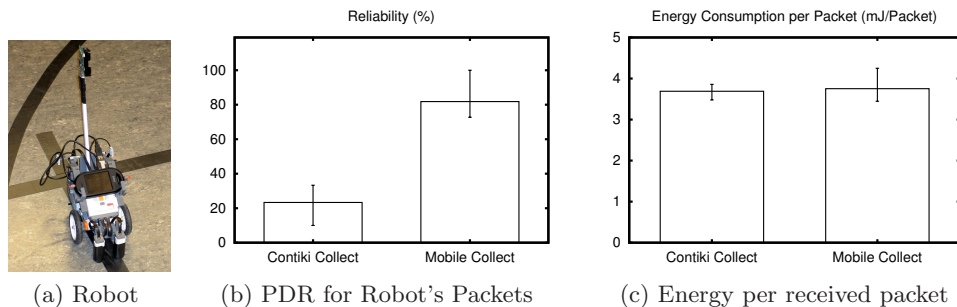 Reliability (%)
100
80
60
40
20
0
Contiki Collect Mobile Collect
Energy Consumption per Packet (mJ/Packet)
5
4
3
2
1
0
Contiki Collect Mobile Collect
(a) Robot
(b) PDR for Robot's Packets
(c) Energy per received packet